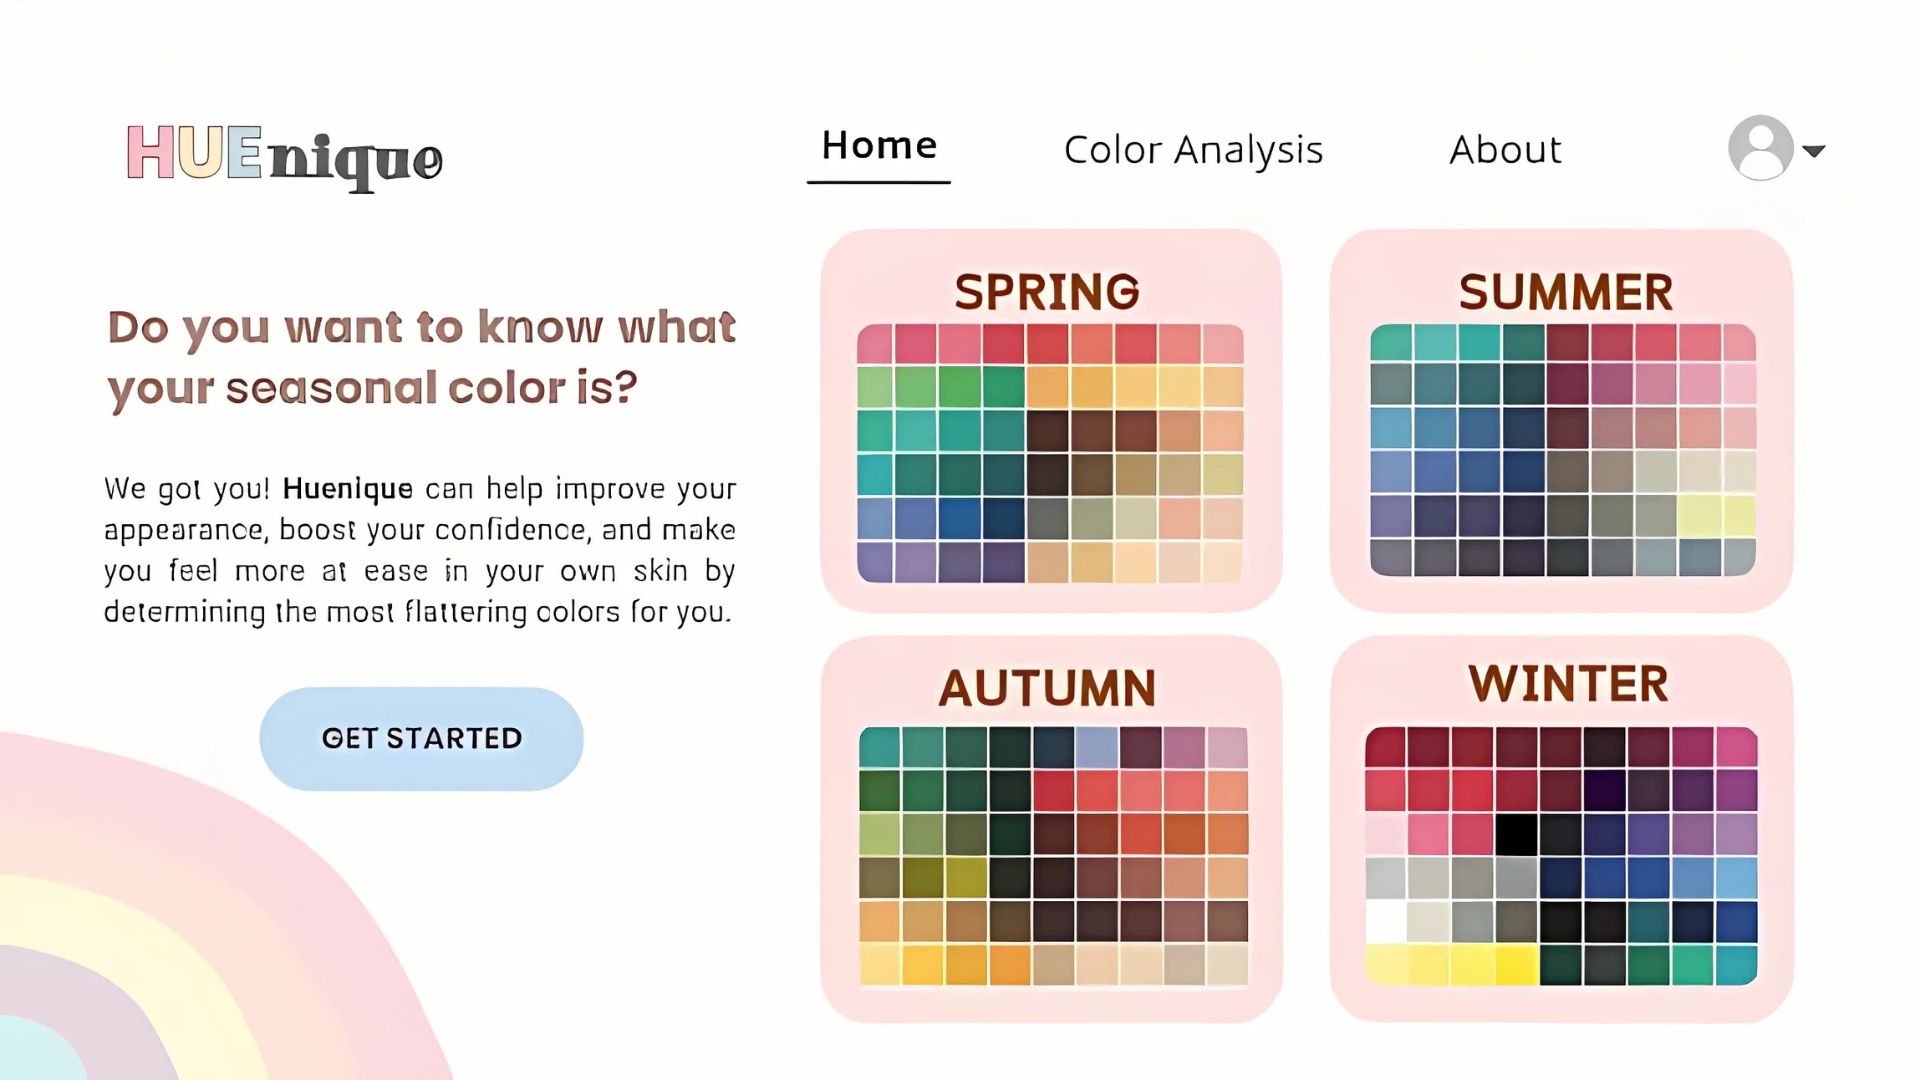 HUEnique
Home
Color Analysis
About
Do you want to know what
your seasonal color is?
We got you! Huenique can help improve your
appearance, boost your confidence, and make
you feel more at ease in your own skin by
determining the most flattering colors for you.
GET STARTED
SPRING
SUMMER
AUTUMN
WINTER